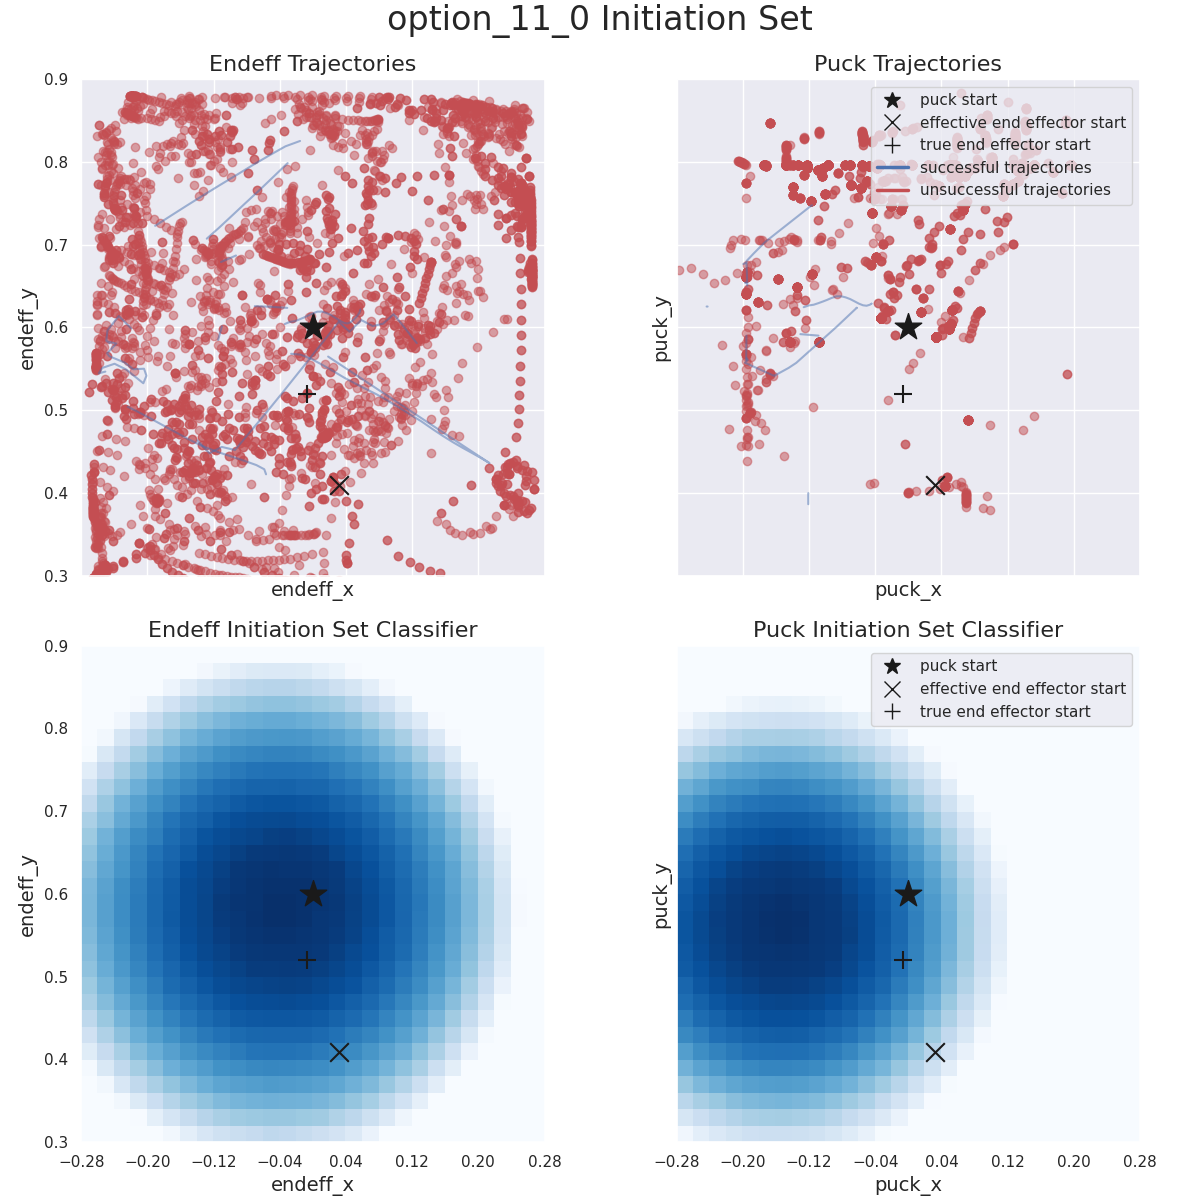 option_11_0 Initiation Set
Endeff Trajectories
Puck Trajectories
0.9
0.8
0.7
0.6
0.5
0.4
0.3
endeff_y
endeff_x
puck_y
puck_x
puck start
effective end effector start
true end effector start
successful trajectories
unsuccessful trajectories
Endeff Initiation Set Classifier
Puck Initiation Set Classifier
0.9
0.8
0.7
0.6
0.5
0.4
0.3
endeff_y
−0.28 −0.20 −0.12 −0.04 0.04 0.12 0.20 0.28
endeff_x
puck_y
puck start
effective end effector start
true end effector start
−0.28 −0.20 −0.12 −0.04 0.04 0.12 0.20 0.28
puck_x